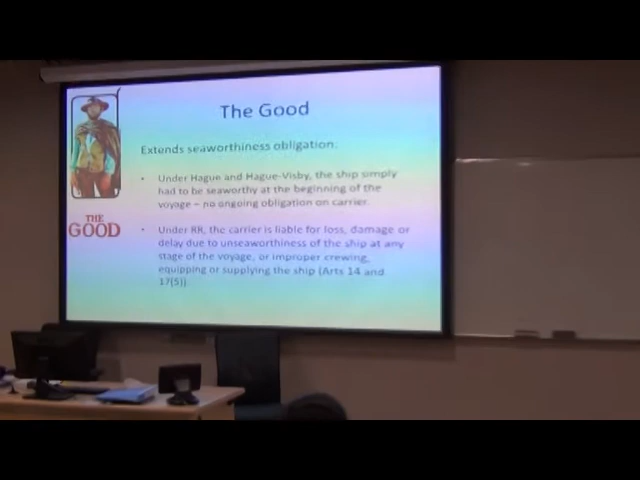 The Good
Extends seaworthiness obligation.
• Under Hague and Hague-Visby, the ship simply
had to be seaworthy at the beginning of the
voyage – no ongoing obligation on carrier.
THE
GOOD
• Under RR, the carrier is liable for loss, damage or
delay due to unseaworthiness of the ship at any
stage of the voyage, or improper crewing,
equipping or supplying the ship (Arts 14 and
17(5))